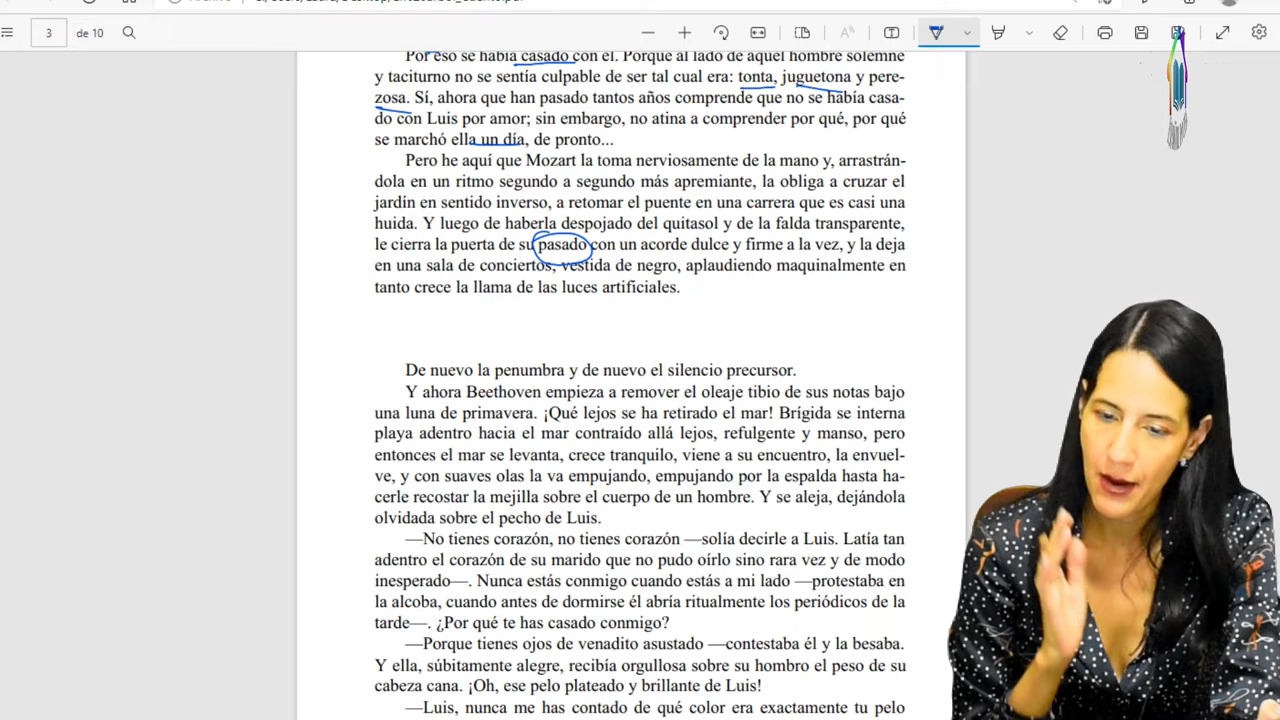 3
de 10
Por eso se había casado con él. Porque al lado de aquel hombre solemne
y taciturno no se sentía culpable de ser tal cual era: tonta, juguetona y pere-
zosa. Sí, ahora que han pasado tantos años comprende que no se había casa-
do con Luis por amor; sin embargo, no atina a comprender por qué, por qué
se marchó ella un día, de pronto...
Pero he aquí que Mozart la toma nerviosamente de la mano y, arrastrán-
dola en un ritmo segundo a segundo más apremiante, la obliga a cruzar el
jardín en sentido inverso, a retomar el puente en una carrera que es casi una
huida. Y luego de haberla despojado del quitasol y de la falda transparente,
le cierra la puerta de su pasado con un acorde dulce y firme a la vez, y la deja
en una sala de conciertos, vestida de negro, aplaudiendo maquinalmente en
tanto crece la llama de las luces artificiales.
De nuevo la penumbra y de nuevo el silencio precursor.
Y ahora Beethoven empieza a remover el oleaje tibio de sus notas bajo
una luna de primavera. ¡Qué lejos se ha retirado el mar! Brígida se interna
playa adentro hacia el mar contraído allá lejos, refulgente y manso, pero
entonces el mar se levanta, crece tranquilo, viene a su encuentro, la envuel-
ve, y con suaves olas la va empujando, empujando por la espalda hasta ha-
cerle recostar la mejilla sobre el cuerpo de un hombre. Y se aleja, dejándola
olvidada sobre el pecho de Luis.
—No tienes corazón, no tienes corazón —solía decirle a Luis. Latía tan
adentro el corazón de su marido que no pudo oírlo sino rara vez y de modo
inesperado—. Nunca estás conmigo cuando estás a mi lado —protestaba en
la alcoba, cuando antes de dormirse él abría ritualmente los periódicos de la
tarde—. ¿Por qué te has casado conmigo?
—Porque tienes ojos de venadito asustado —contestaba él y la besaba.
Y ella, súbitamente alegre, recibía orgullosa sobre su hombro el peso de su
cabeza cana. ¡Oh, ese pelo plateado y brillante de Luis!
—Luis, nunca me has contado de qué color era exactamente tu pelo